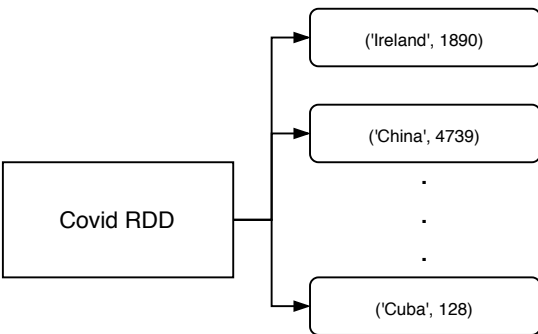 ('Ireland', 1890)
('China', 4739)
Covid RDD
('Cuba', 128)